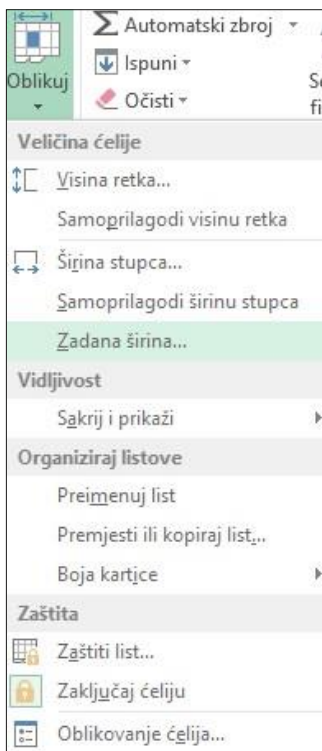 Σ Automatski zbroj
Ispuni
Oblikuj
Očisti
Veličina ćelije
Visina retka...
Samoprilagodi visinu retka
Širina stupca...
Samoprilagodi širinu stupca
Zadana širina...
Vidljivost
Sakrij i prikaži
Organiziraj listove
Preimenuj list
Premjesti ili kopiraj list...
Boja kartice
Zaštita
Zaštiti list...
Zaključaj ćeliju
Oblikovanje ćelija...